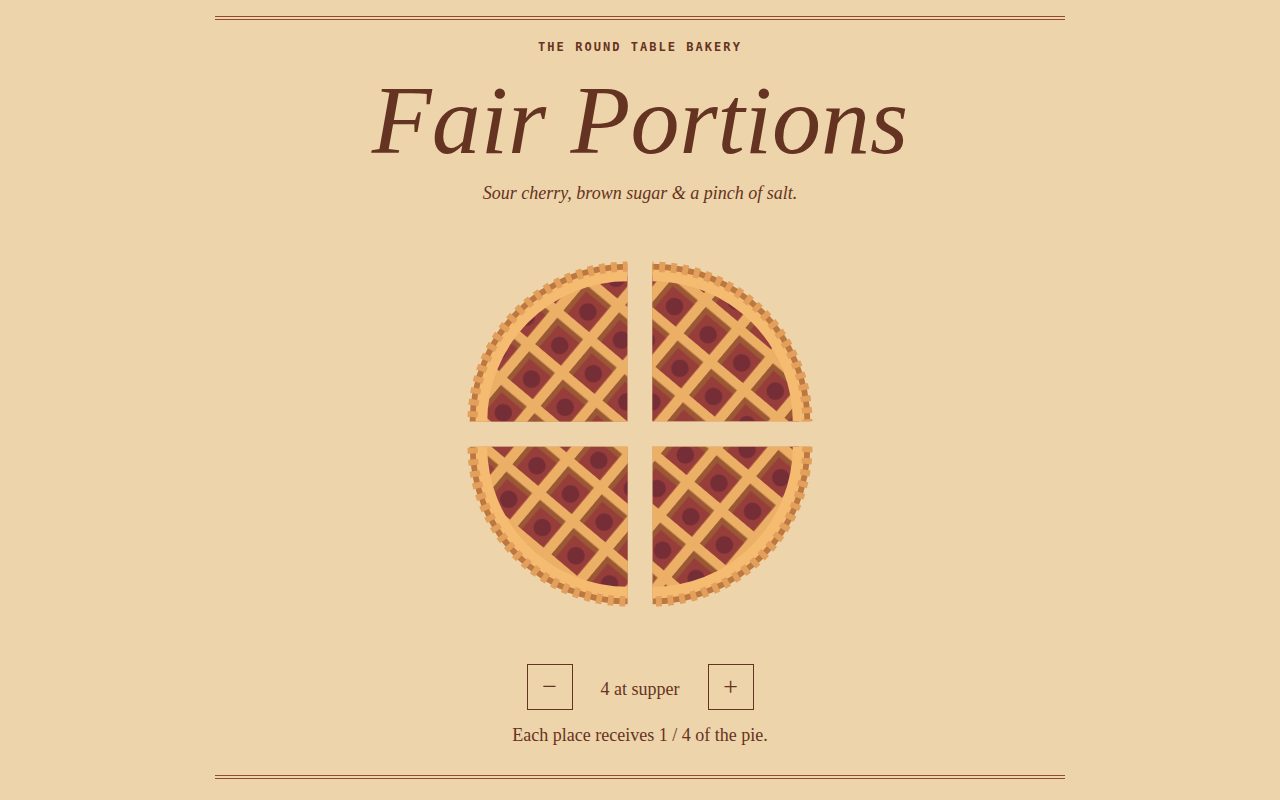 THE ROUND TABLE BAKERY
Fair Portions
Sour cherry, brown sugar & a pinch of salt.
− 4 at supper +
Each place receives 1 / 4 of the pie.